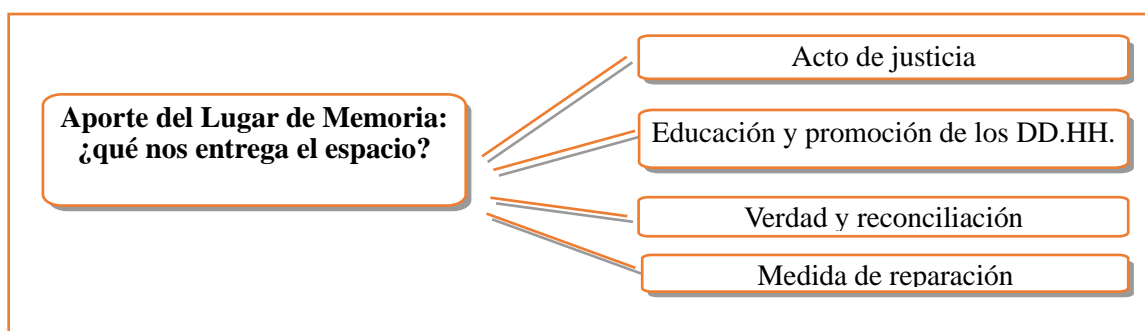 Aporte del Lugar de Memoria:
¿qué nos entrega el espacio?
Acto de justicia
Educación y promoción de los DD.HH.
Verdad y reconciliación
Medida de reparación